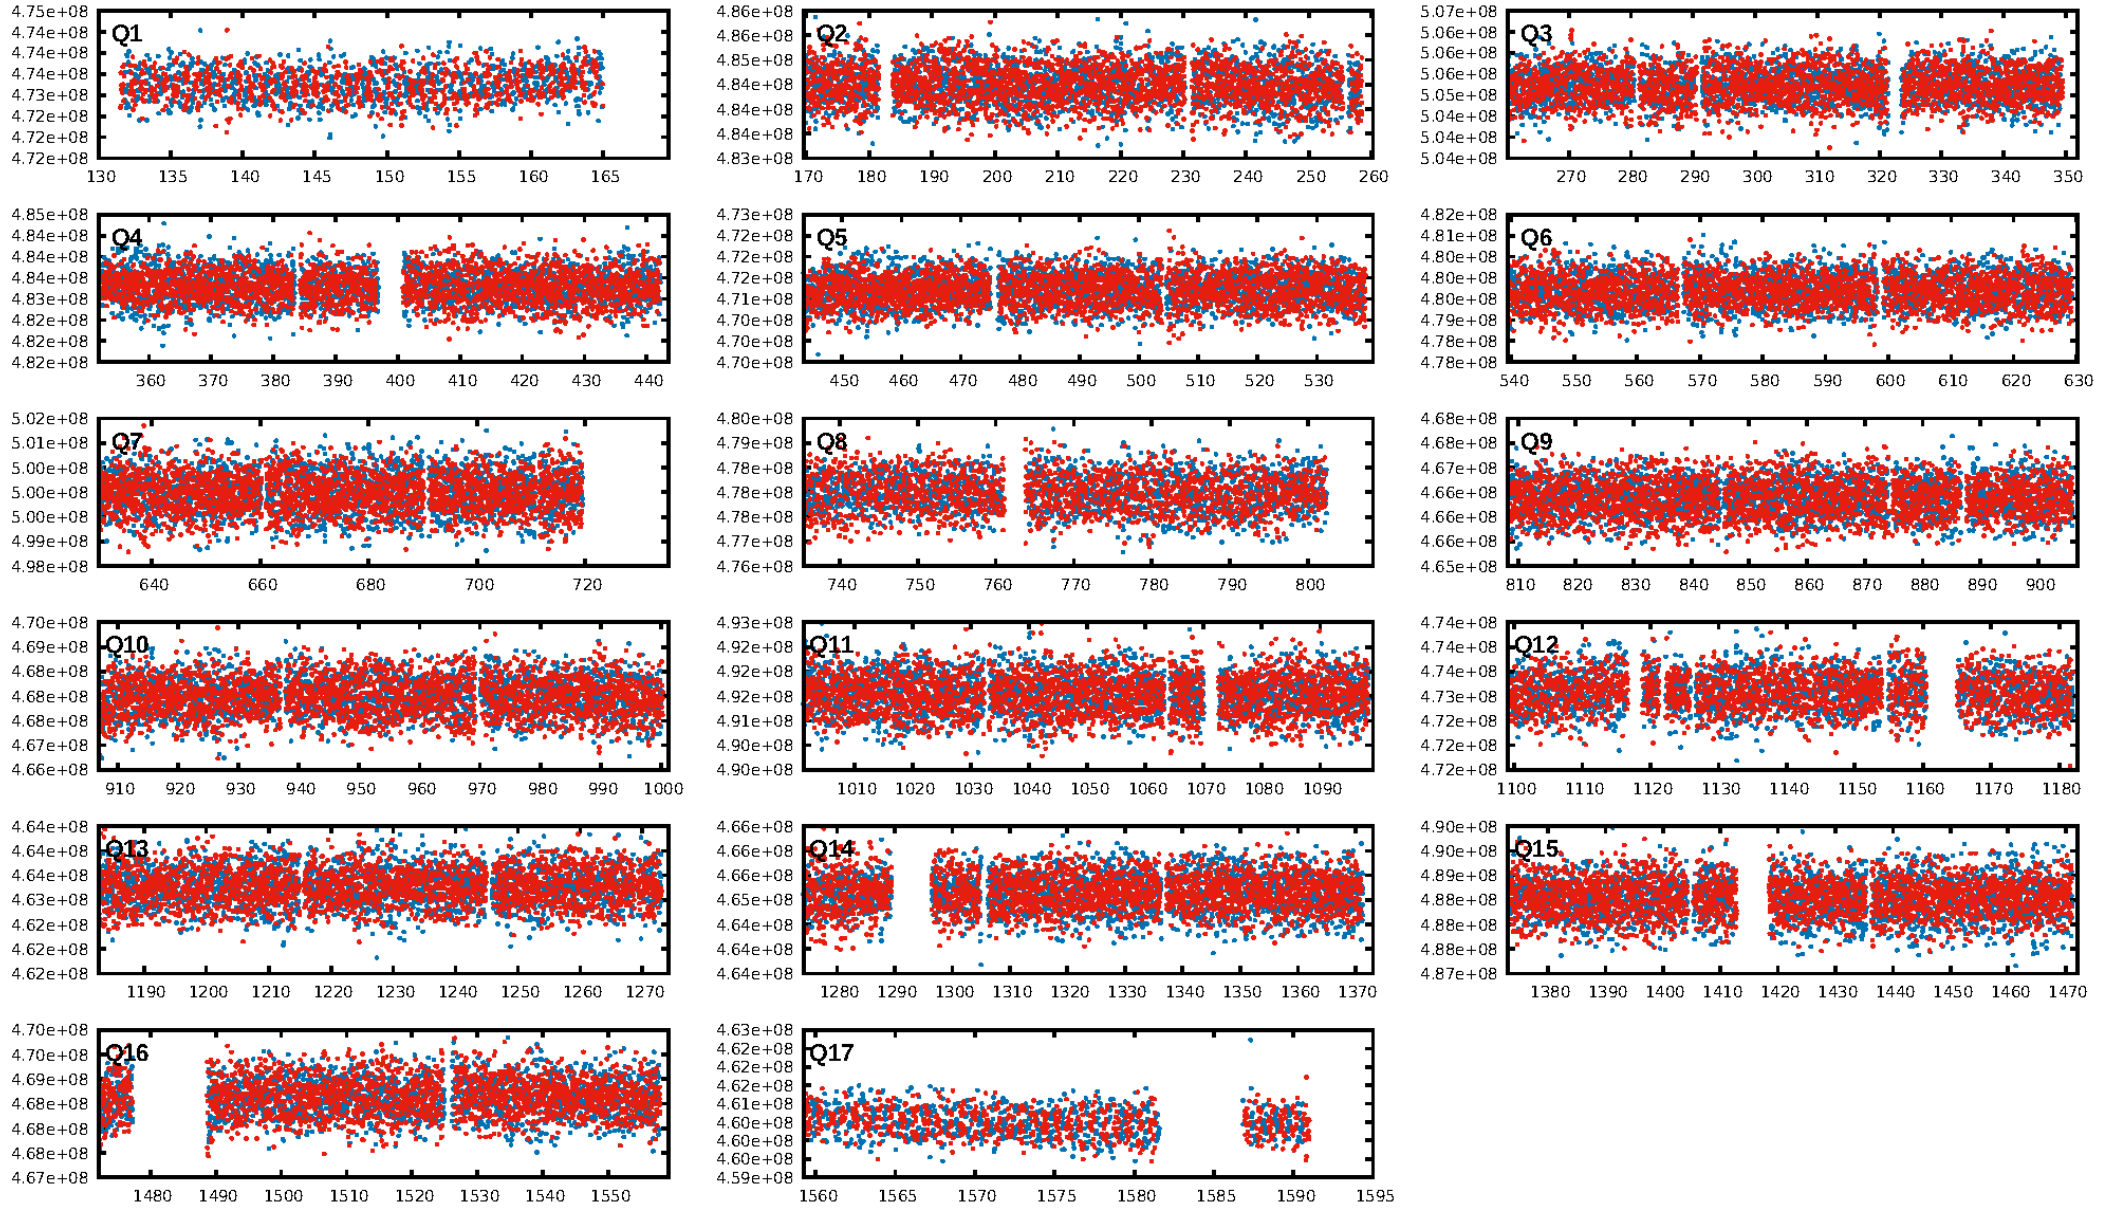 Q1
4.75e+08
4.74e+08
4.74e+08
4.74e+08
4.73e+08
4.72e+08
4.72e+08
4.72e+08
130 135 140 145 150 155 160 165
Q2
4.86e+08
4.86e+08
4.85e+08
4.84e+08
4.84e+08
4.84e+08
4.83e+08
170 180 190 200 210 220 230 240 250 260
Q3
5.07e+08
5.06e+08
5.06e+08
5.06e+08
5.05e+08
5.04e+08
5.04e+08
5.04e+08
270 280 290 300 310 320 330 340 350
Q4
4.85e+08
4.84e+08
4.84e+08
4.84e+08
4.83e+08
4.82e+08
4.82e+08
4.82e+08
360 370 380 390 400 410 420 430 440
Q5
4.73e+08
4.72e+08
4.72e+08
4.72e+08
4.71e+08
4.70e+08
4.70e+08
4.70e+08
450 460 470 480 490 500 510 520 530
Q6
4.82e+08
4.81e+08
4.80e+08
4.80e+08
4.80e+08
4.79e+08
4.78e+08
4.78e+08
540 550 560 570 580 590 600 610 620 630
Q7
5.02e+08
5.01e+08
5.00e+08
5.00e+08
5.00e+08
4.99e+08
4.98e+08
640 660 680 700 720
Q8
4.80e+08
4.79e+08
4.78e+08
4.78e+08
4.78e+08
4.77e+08
4.76e+08
740 750 760 770 780 790 800
Q9
4.68e+08
4.68e+08
4.67e+08
4.66e+08
4.66e+08
4.66e+08
4.65e+08
810 820 830 840 850 860 870 880 890 900
Q10
4.70e+08
4.69e+08
4.68e+08
4.68e+08
4.68e+08
4.67e+08
4.66e+08
910 920 930 940 950 960 970 980 990 1000
Q11
4.93e+08
4.92e+08
4.92e+08
4.92e+08
4.91e+08
4.90e+08
4.90e+08
1010 1020 1030 1040 1050 1060 1070 1080 1090
Q12
4.74e+08
4.74e+08
4.74e+08
4.73e+08
4.72e+08
4.72e+08
4.72e+08
1100 1110 1120 1130 1140 1150 1160 1170 1180
Q13
4.64e+08
4.64e+08
4.64e+08
4.63e+08
4.62e+08
4.62e+08
4.62e+08
1190 1200 1210 1220 1230 1240 1250 1260 1270
Q14
4.66e+08
4.66e+08
4.66e+08
4.65e+08
4.64e+08
4.64e+08
4.64e+08
1280 1290 1300 1310 1320 1330 1340 1350 1360 1370
Q15
4.90e+08
4.90e+08
4.89e+08
4.88e+08
4.88e+08
4.88e+08
4.87e+08
1380 1390 1400 1410 1420 1430 1440 1450 1460 1470
Q16
4.70e+08
4.70e+08
4.69e+08
4.68e+08
4.68e+08
4.68e+08
4.67e+08
1480 1490 1500 1510 1520 1530 1540 1550
Q17
4.63e+08
4.62e+08
4.62e+08
4.62e+08
4.61e+08
4.60e+08
4.60e+08
4.60e+08
4.59e+08
1560 1565 1570 1575 1580 1585 1590 1595